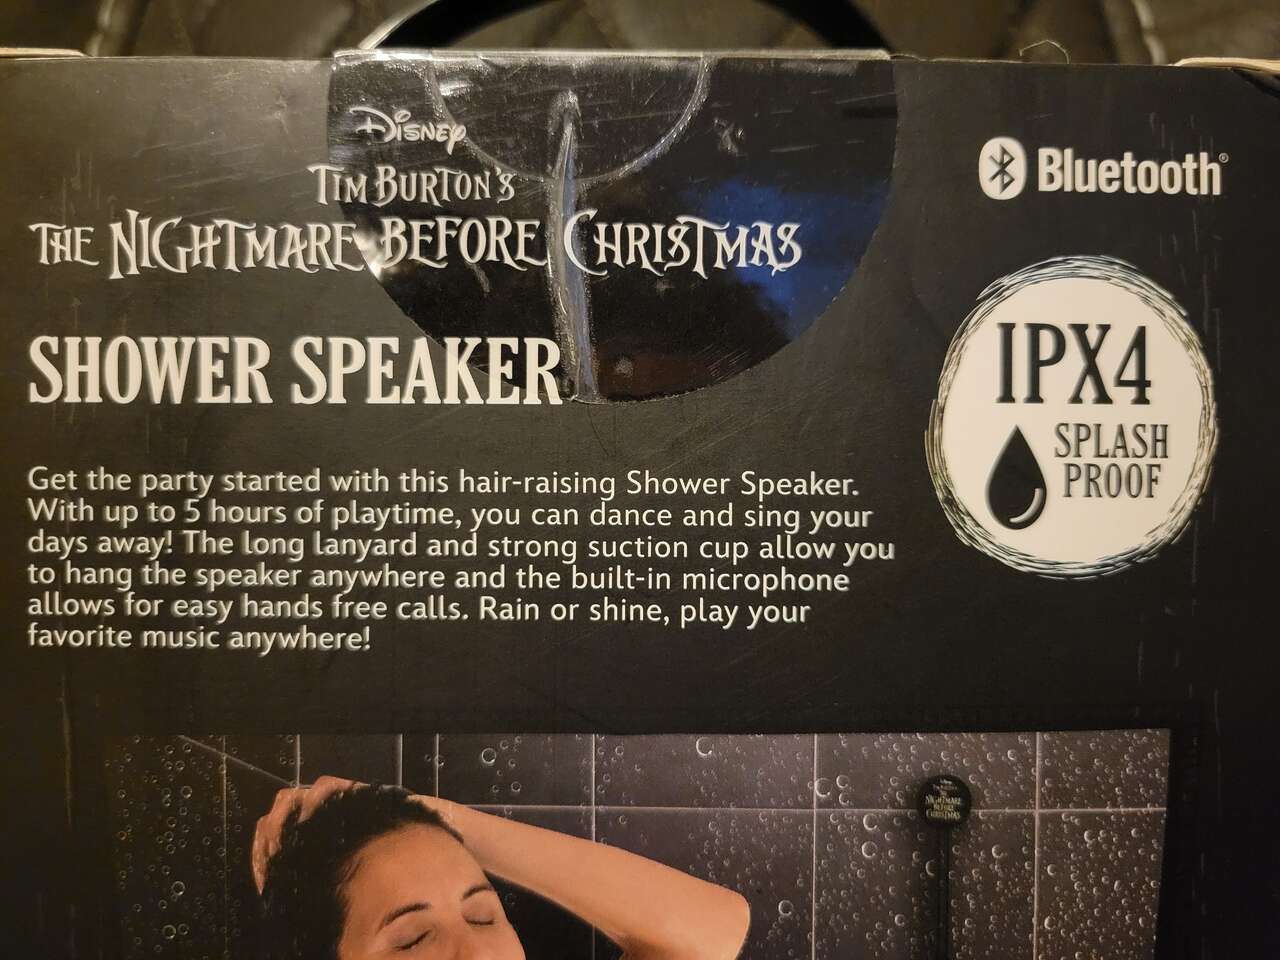 Disney
TIM BURTON'S
THE NIGHTMARE BEFORE CHRISTMAS
SHOWER SPEAKER
Get the party started with this hair-raising Shower Speaker.
With up to 5 hours of playtime, you can dance and sing your
days away! The long lanyard and strong suction cup allow you
to hang the speaker anywhere and the built-in microphone
allows for easy hands free calls. Rain or shine, play your
favorite music anywhere!
Bluetooth®
IPX4
SPLASH
PROOF
NIGHTMARE
BEFORE
CHRISTMAS